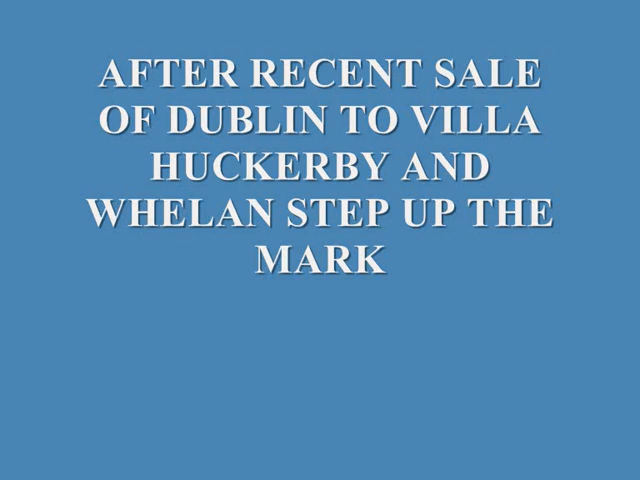 AFTER RECENT SALE
OF DUBLIN TO VILLA
HUCKERBY AND
WHELAN STEP UP THE
MARK